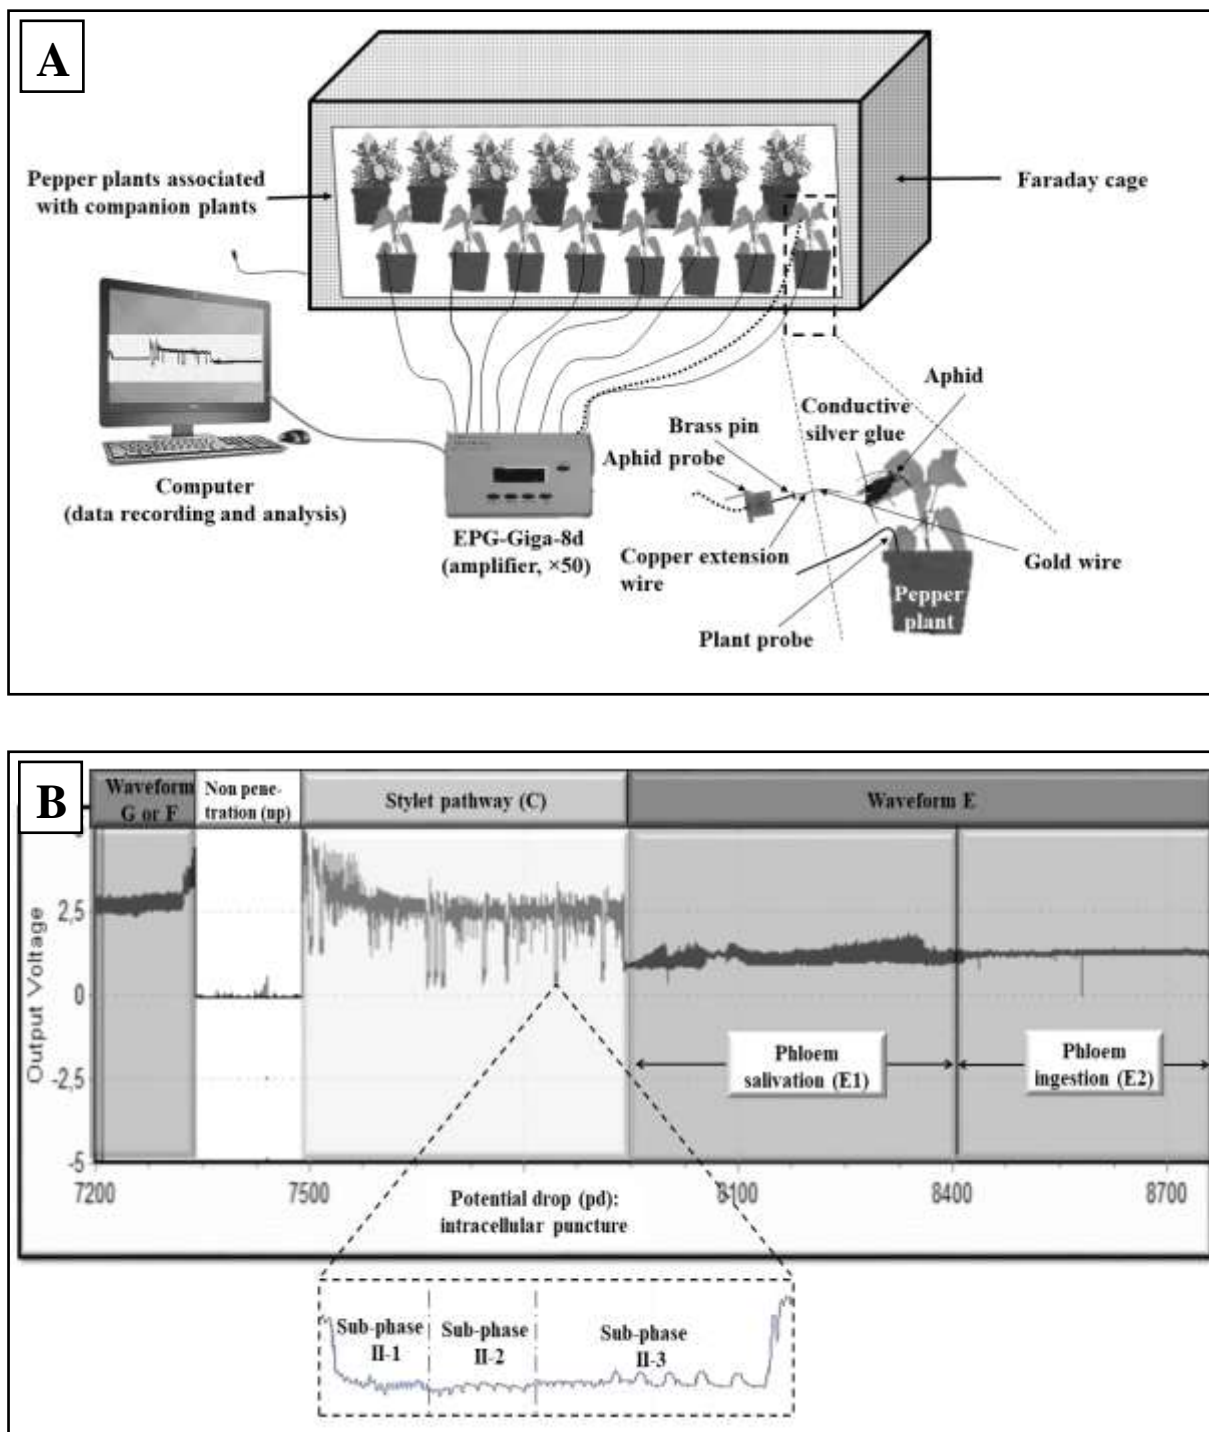 A
Pepper plants associated
with companion plants
Faraday cage
Aphid
Conductive
silver glue
Brass pin
Aphid probe
Computer
(data recording and analysis)
EPG-Giga-8d
(amplifier, ×50)
Copper extension
wire
Gold wire
Pepper
plant
Plant probe
B
Waveform
G or F
Non pene-
tration (np)
Stylet pathway (C)
Waveform E
Output Voltage
2,5
0
-2,5
-5
Phloem
salivation (E1)
Phloem
ingestion (E2)
7200
7500
8100
8400
8700
Potential drop (pd):
intracellular puncture
Sub-phase
II-1
Sub-phase
II-2
Sub-phase
II-3